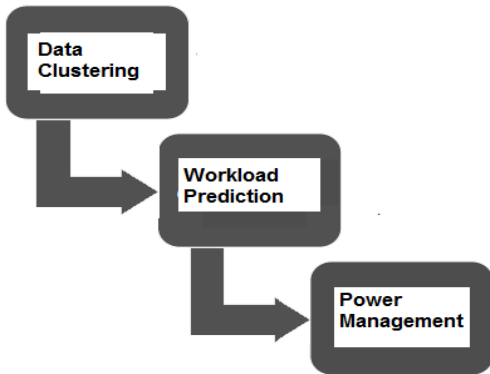 Data
Clustering
Workload
Prediction
Power
Management